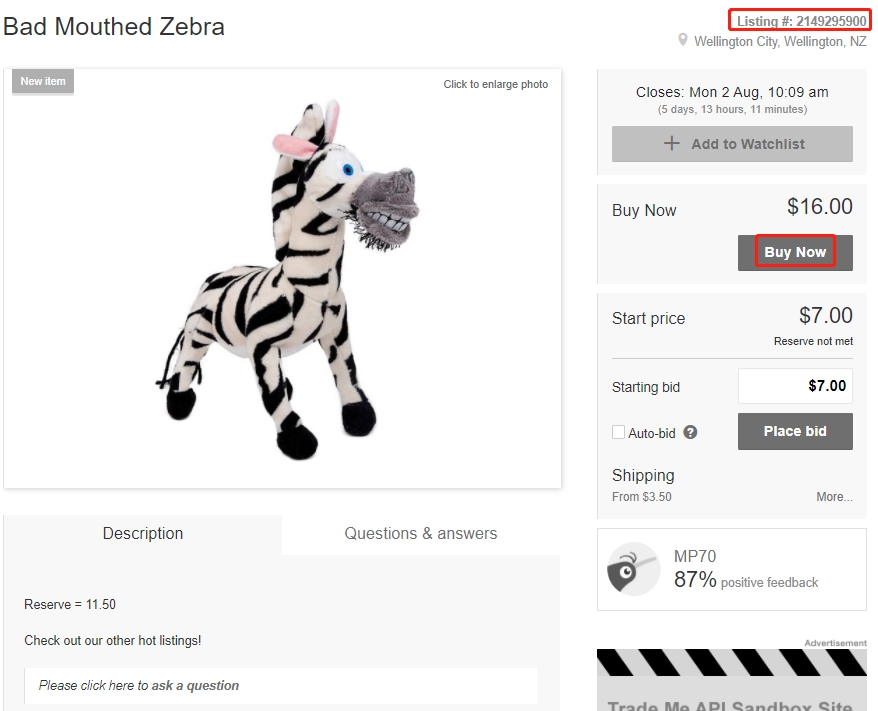 Bad Mouthed Zebra
Listing #: 2149295900
Wellington City, Wellington, NZ
New item
Click to enlarge photo
Closes: Mon 2 Aug, 10:09 am
(5 days, 13 hours, 11 minutes)
+ Add to Watchlist
Buy Now $16.00
Buy Now
Start price $7.00
Reserve not met
Starting bid $7.00
Auto-bid ? Place bid
Shipping
From $3.50 More...
MP70
87% positive feedback
Description Questions & answers
Reserve = 11.50
Check out our other hot listings!
Please click here to ask a question
Advertisement
Trade Me API Sandbox Site